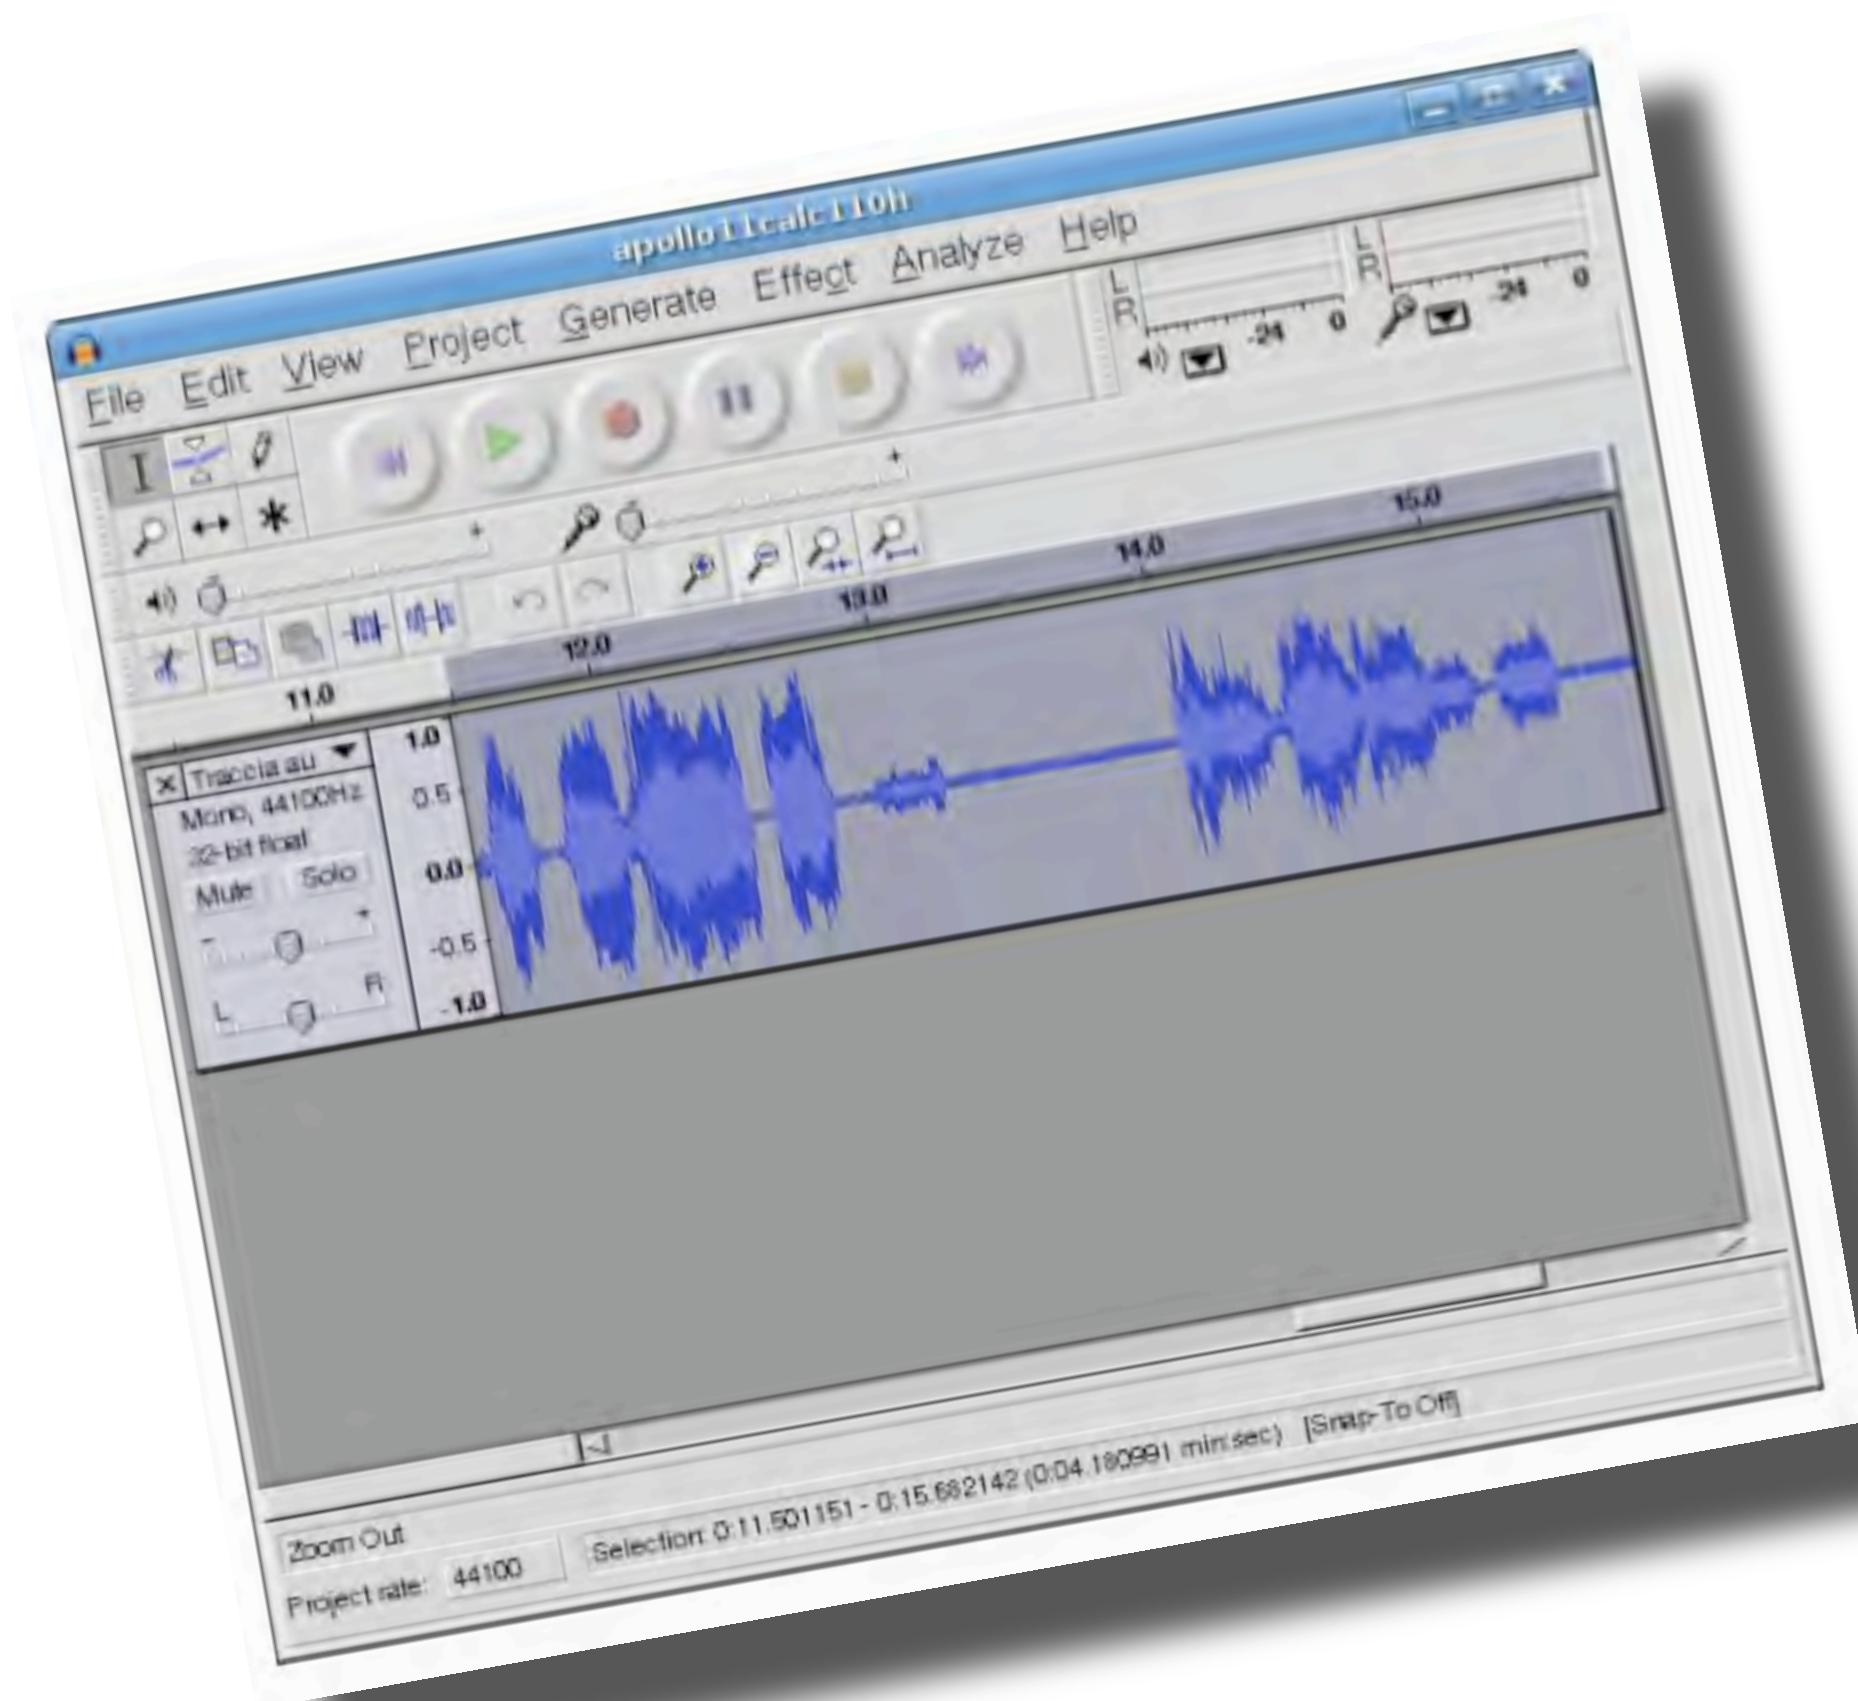 File Edit View Project Generate Effect Analyze Help
L
R
-24 0
L
R
-24 0
11.0 12.0 13.0 14.0 15.0
Traccia au
Mono, 44100Hz
32-bit float
Mute Solo
- +
L R
1.0
0.5
0.0
-0.5
-1.0
Zoom Out
Project rate: 44100 Selection: 0:11.501151 - 0:15.682142 (0:04.180991 min:sec) [Snap-To Off]